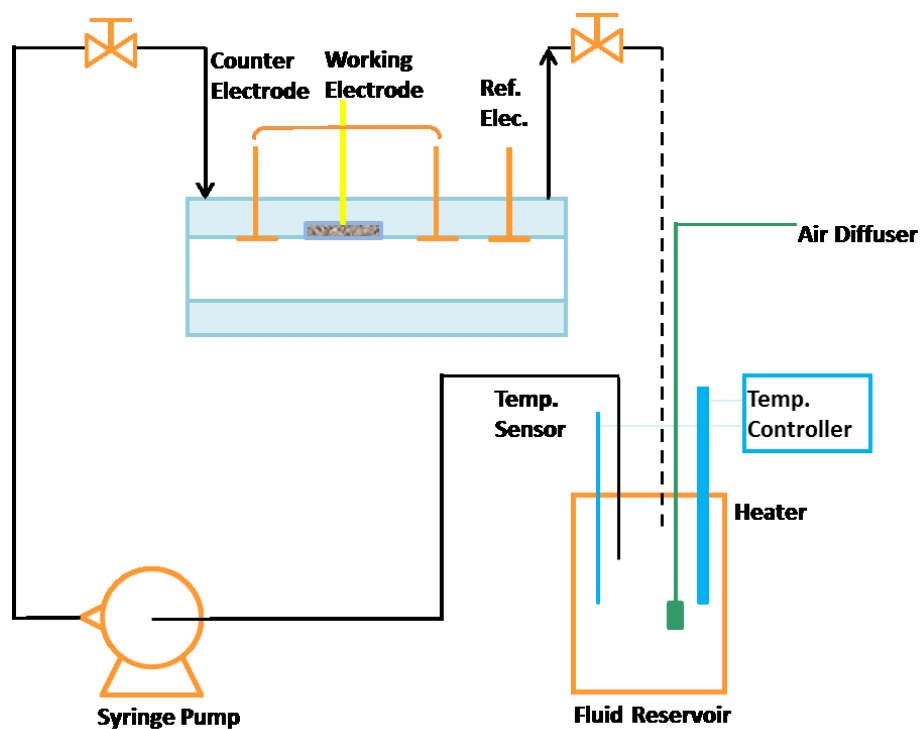 Counter
Electrode
Working
Electrode
Ref.
Elec.
Air Diffuser
Temp.
Sensor
Temp.
Controller
Heater
Syringe Pump
Fluid Reservoir